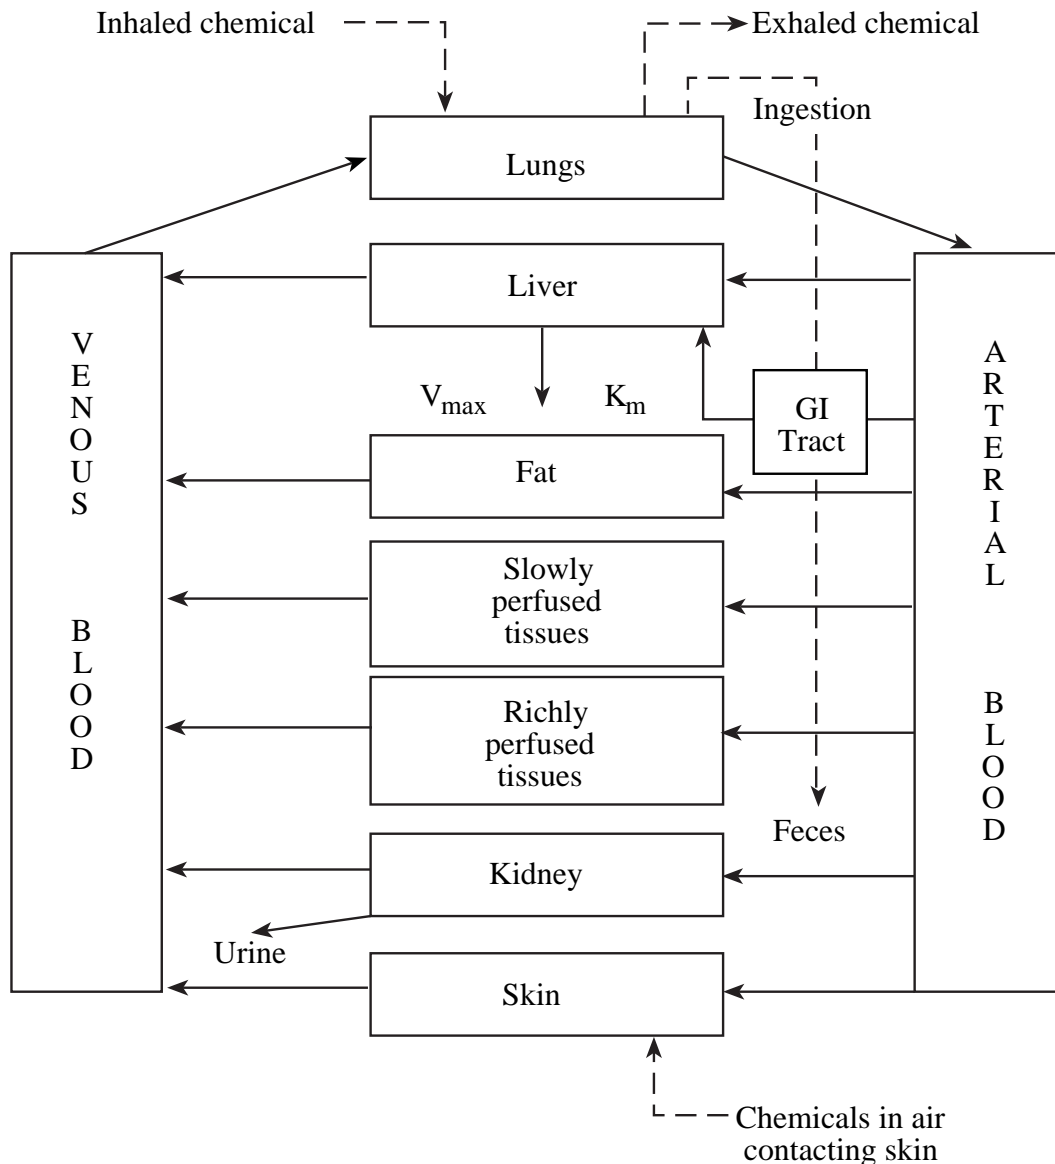 Inhaled chemical
Exhaled chemical
Ingestion
Lungs
Liver
V
E
N
O
U
S
B
L
O
O
D
A
R
T
E
R
I
A
L
B
L
O
O
D
Vmax
Km
GI
Tract
Fat
Slowly
perfused
tissues
Richly
perfused
tissues
Feces
Kidney
Urine
Skin
Chemicals in air
contacting skin